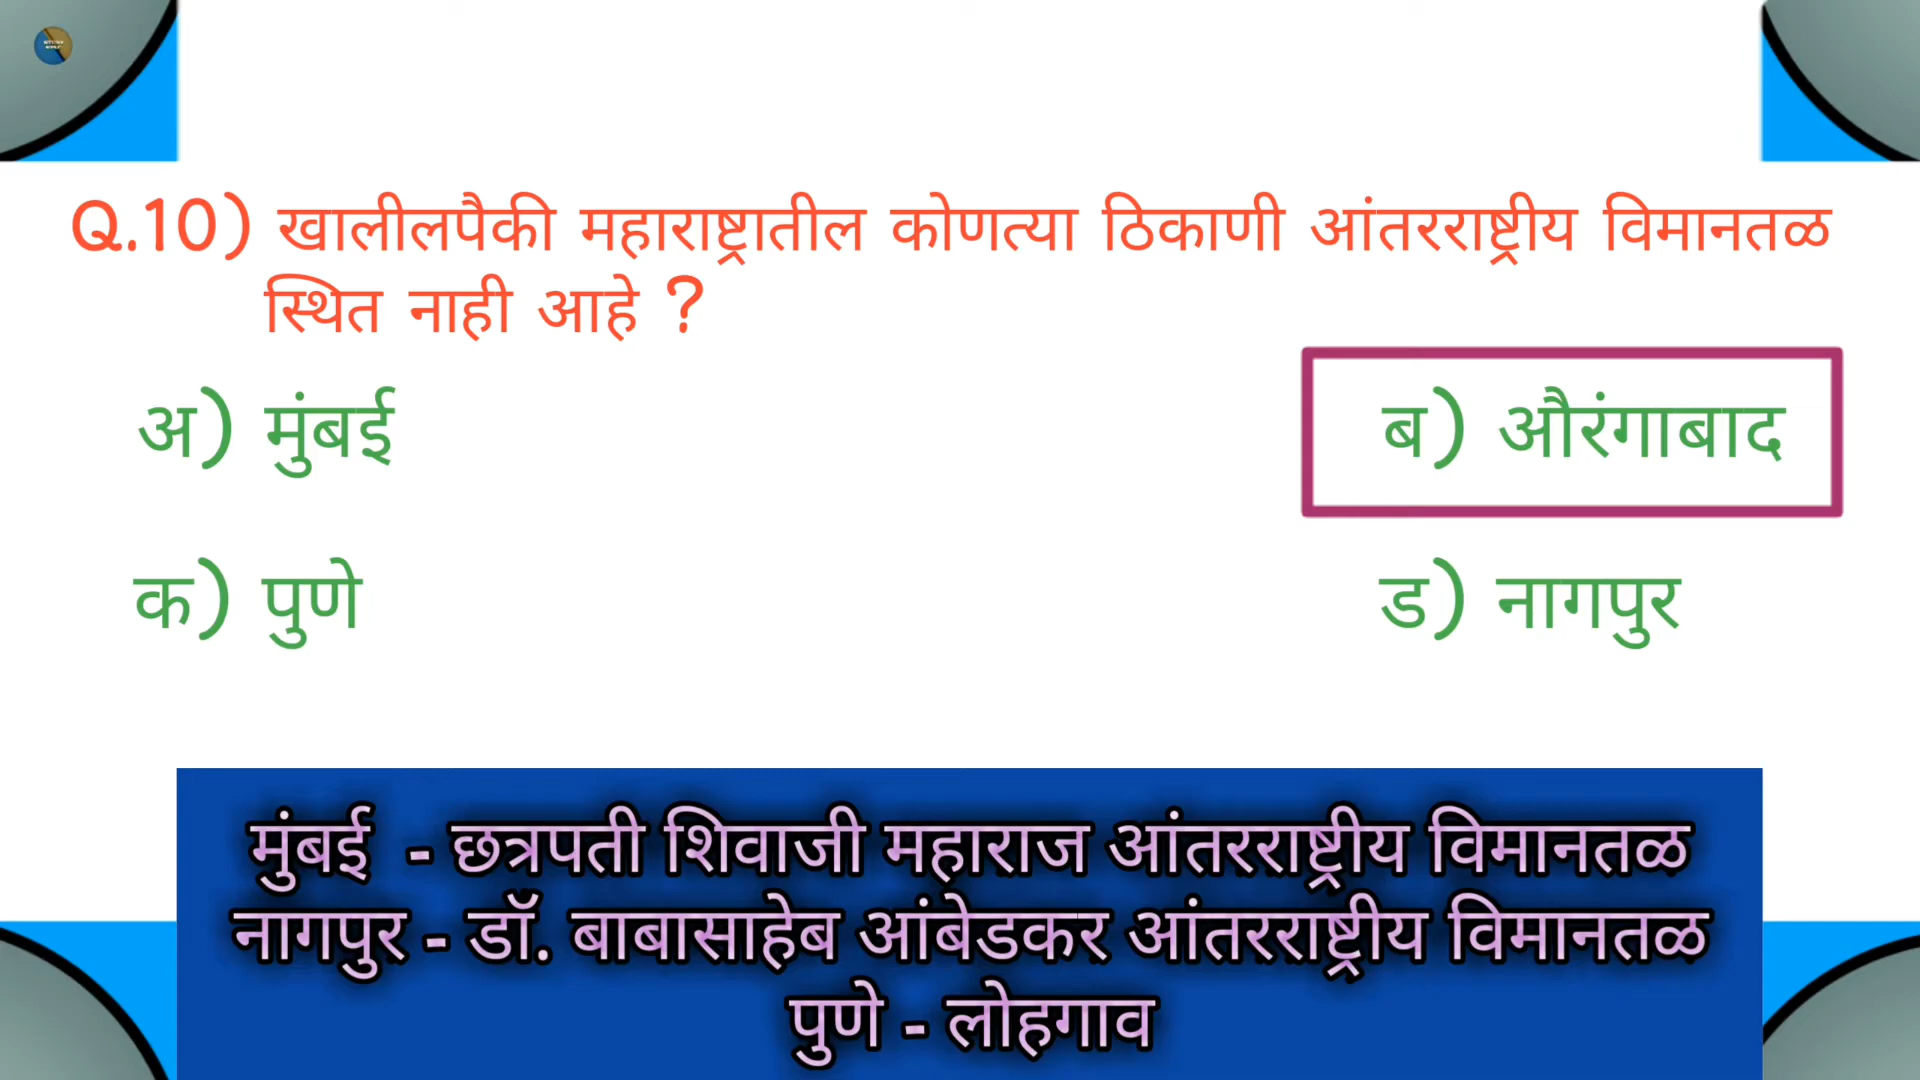 Q.10) खालीलपैकी महाराष्ट्रातील कोणत्या ठिकाणी आंतरराष्ट्रीय विमानतळ
स्थित नाही आहे ?
अ) मुंबई
ब) औरंगाबाद
क) पुणे
ड) नागपुर
मुंबई - छत्रपती शिवाजी महाराज आंतरराष्ट्रीय विमानतळ
नागपुर - डॉ. बाबासाहेब आंबेडकर आंतरराष्ट्रीय विमानतळ
पुणे - लोहगाव